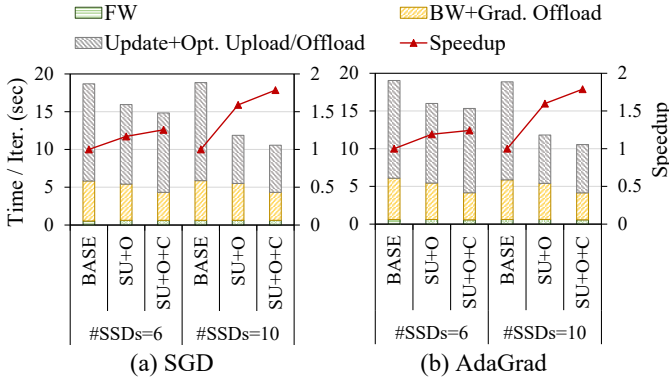 FW
BW+Grad. Offload
Update+Opt. Upload/Offload
Speedup
Time / Iter. (sec)
20
15
10
5
0
2
1.5
1
0.5
0
BASE
SU+O
SU+O+C
BASE
SU+O
SU+O+C
#SSDs=6
#SSDs=10
(a) SGD
20
15
10
5
0
2
1.5
1
0.5
0
Speedup
BASE
SU+O
SU+O+C
BASE
SU+O
SU+O+C
#SSDs=6
#SSDs=10
(b) AdaGrad